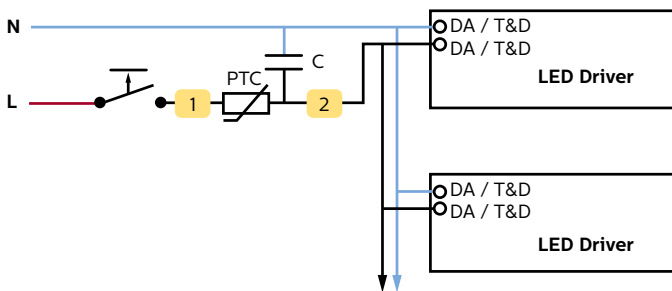 N
DA / T&D
DA / T&D
LED Driver
C
PTC
L
1
2
DA / T&D
DA / T&D
LED Driver